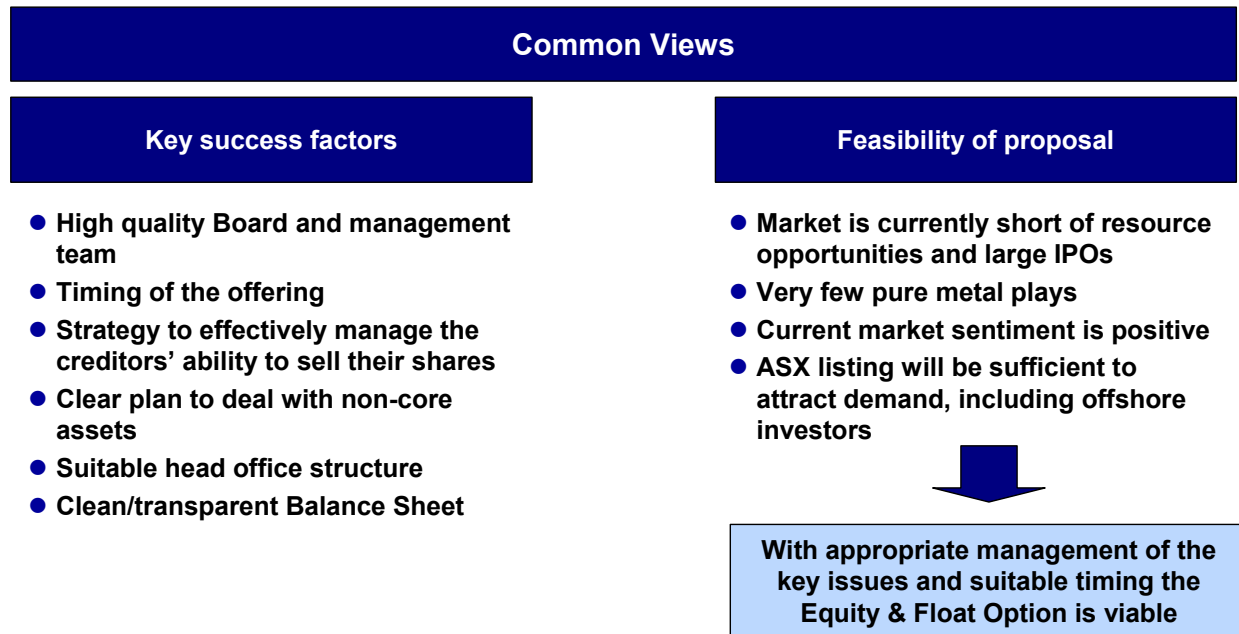 Common Views
Key success factors
High quality Board and management
team
Timing of the offering
Strategy to effectively manage the
creditors’ ability to sell their shares
Clear plan to deal with non-core
assets
Suitable head office structure
Clean/transparent Balance Sheet
Feasibility of proposal
Market is currently short of resource
opportunities and large IPOs
Very few pure metal plays
Current market sentiment is positive
ASX listing will be sufficient to
attract demand, including offshore
investors
With appropriate management of the
key issues and suitable timing the
Equity & Float Option is viable